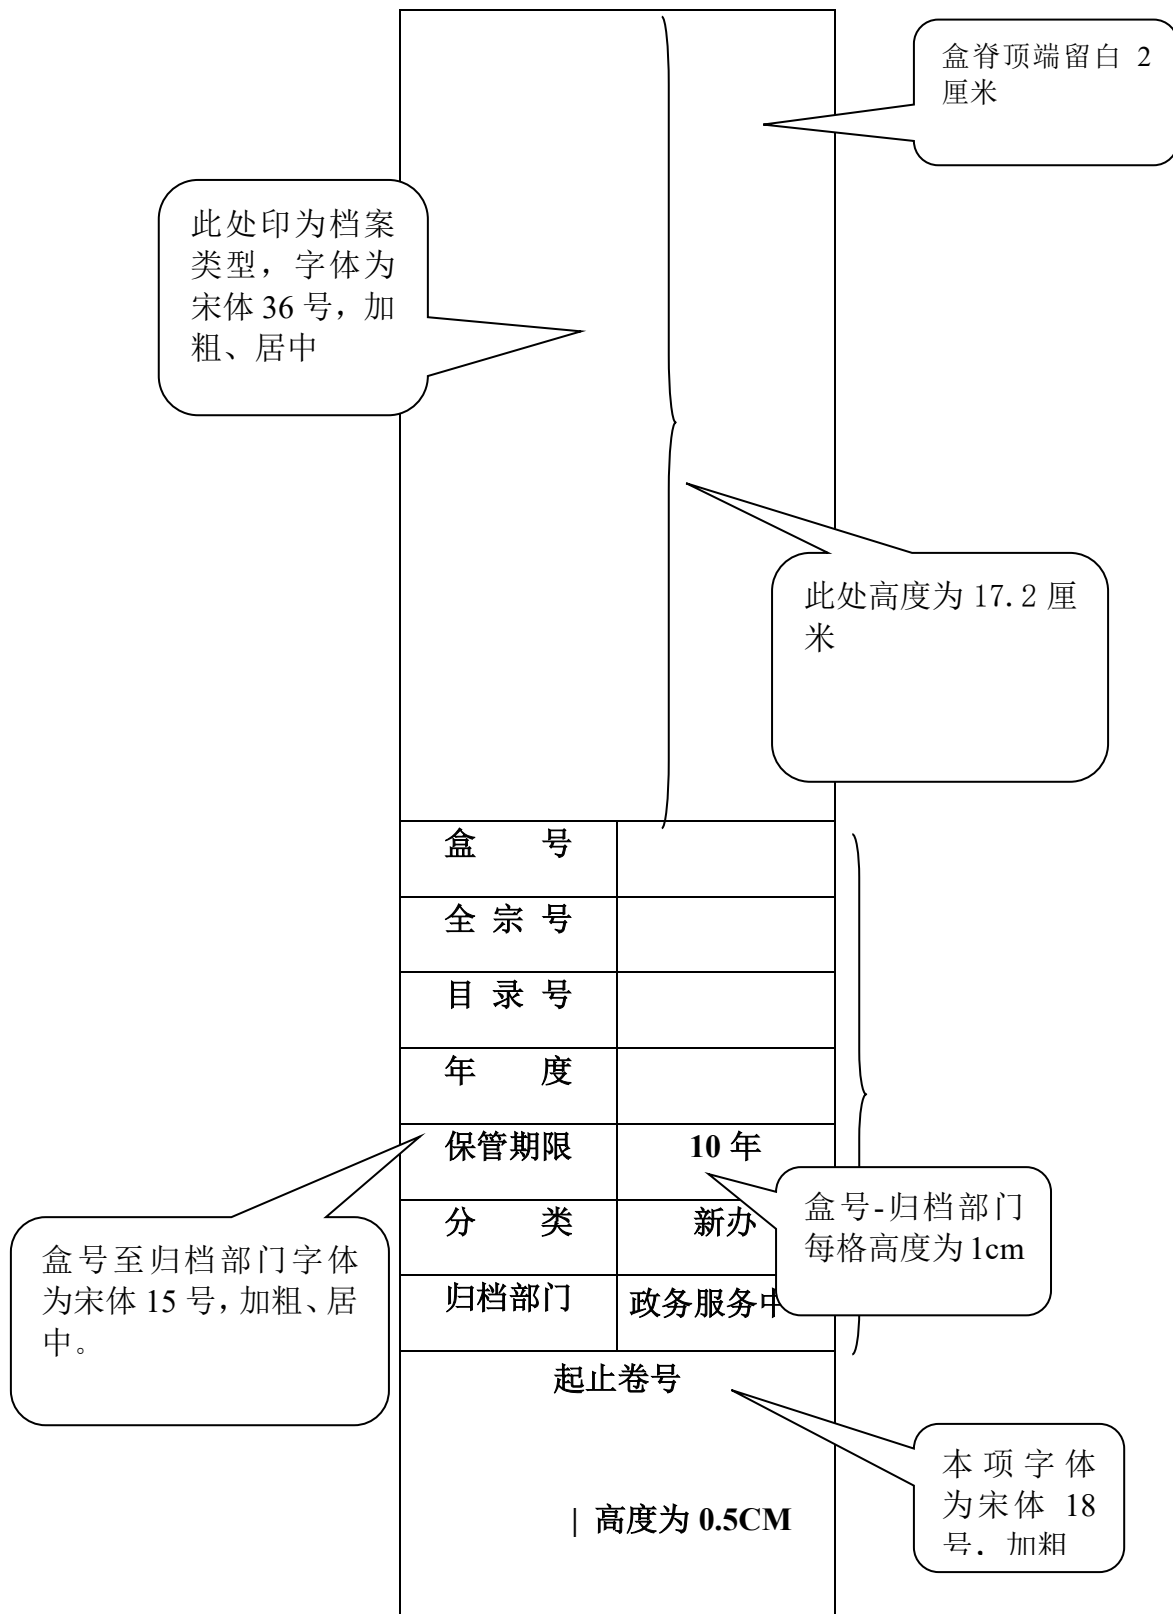 盒脊顶端留白 2
厘米
此处印为档案
类型，字体为
宋体 36 号，加
粗、居中
此处高度为 17.2 厘
米
盒 号
全 宗 号
目 录 号
年 度
保管期限 10 年
分 类 新办
归档部门 政务服务中
盒号-归档部门
每格高度为 1cm
盒号至归档部门字体
为宋体 15 号，加粗、居
中。
起止卷号
本项字体
为宋体 18
号，加粗
| 高度为 0.5CM